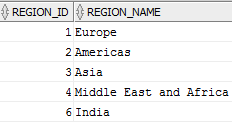 REGION_ID REGION_NAME
1 Europe
2 Americas
3 Asia
4 Middle East and Africa
6 India